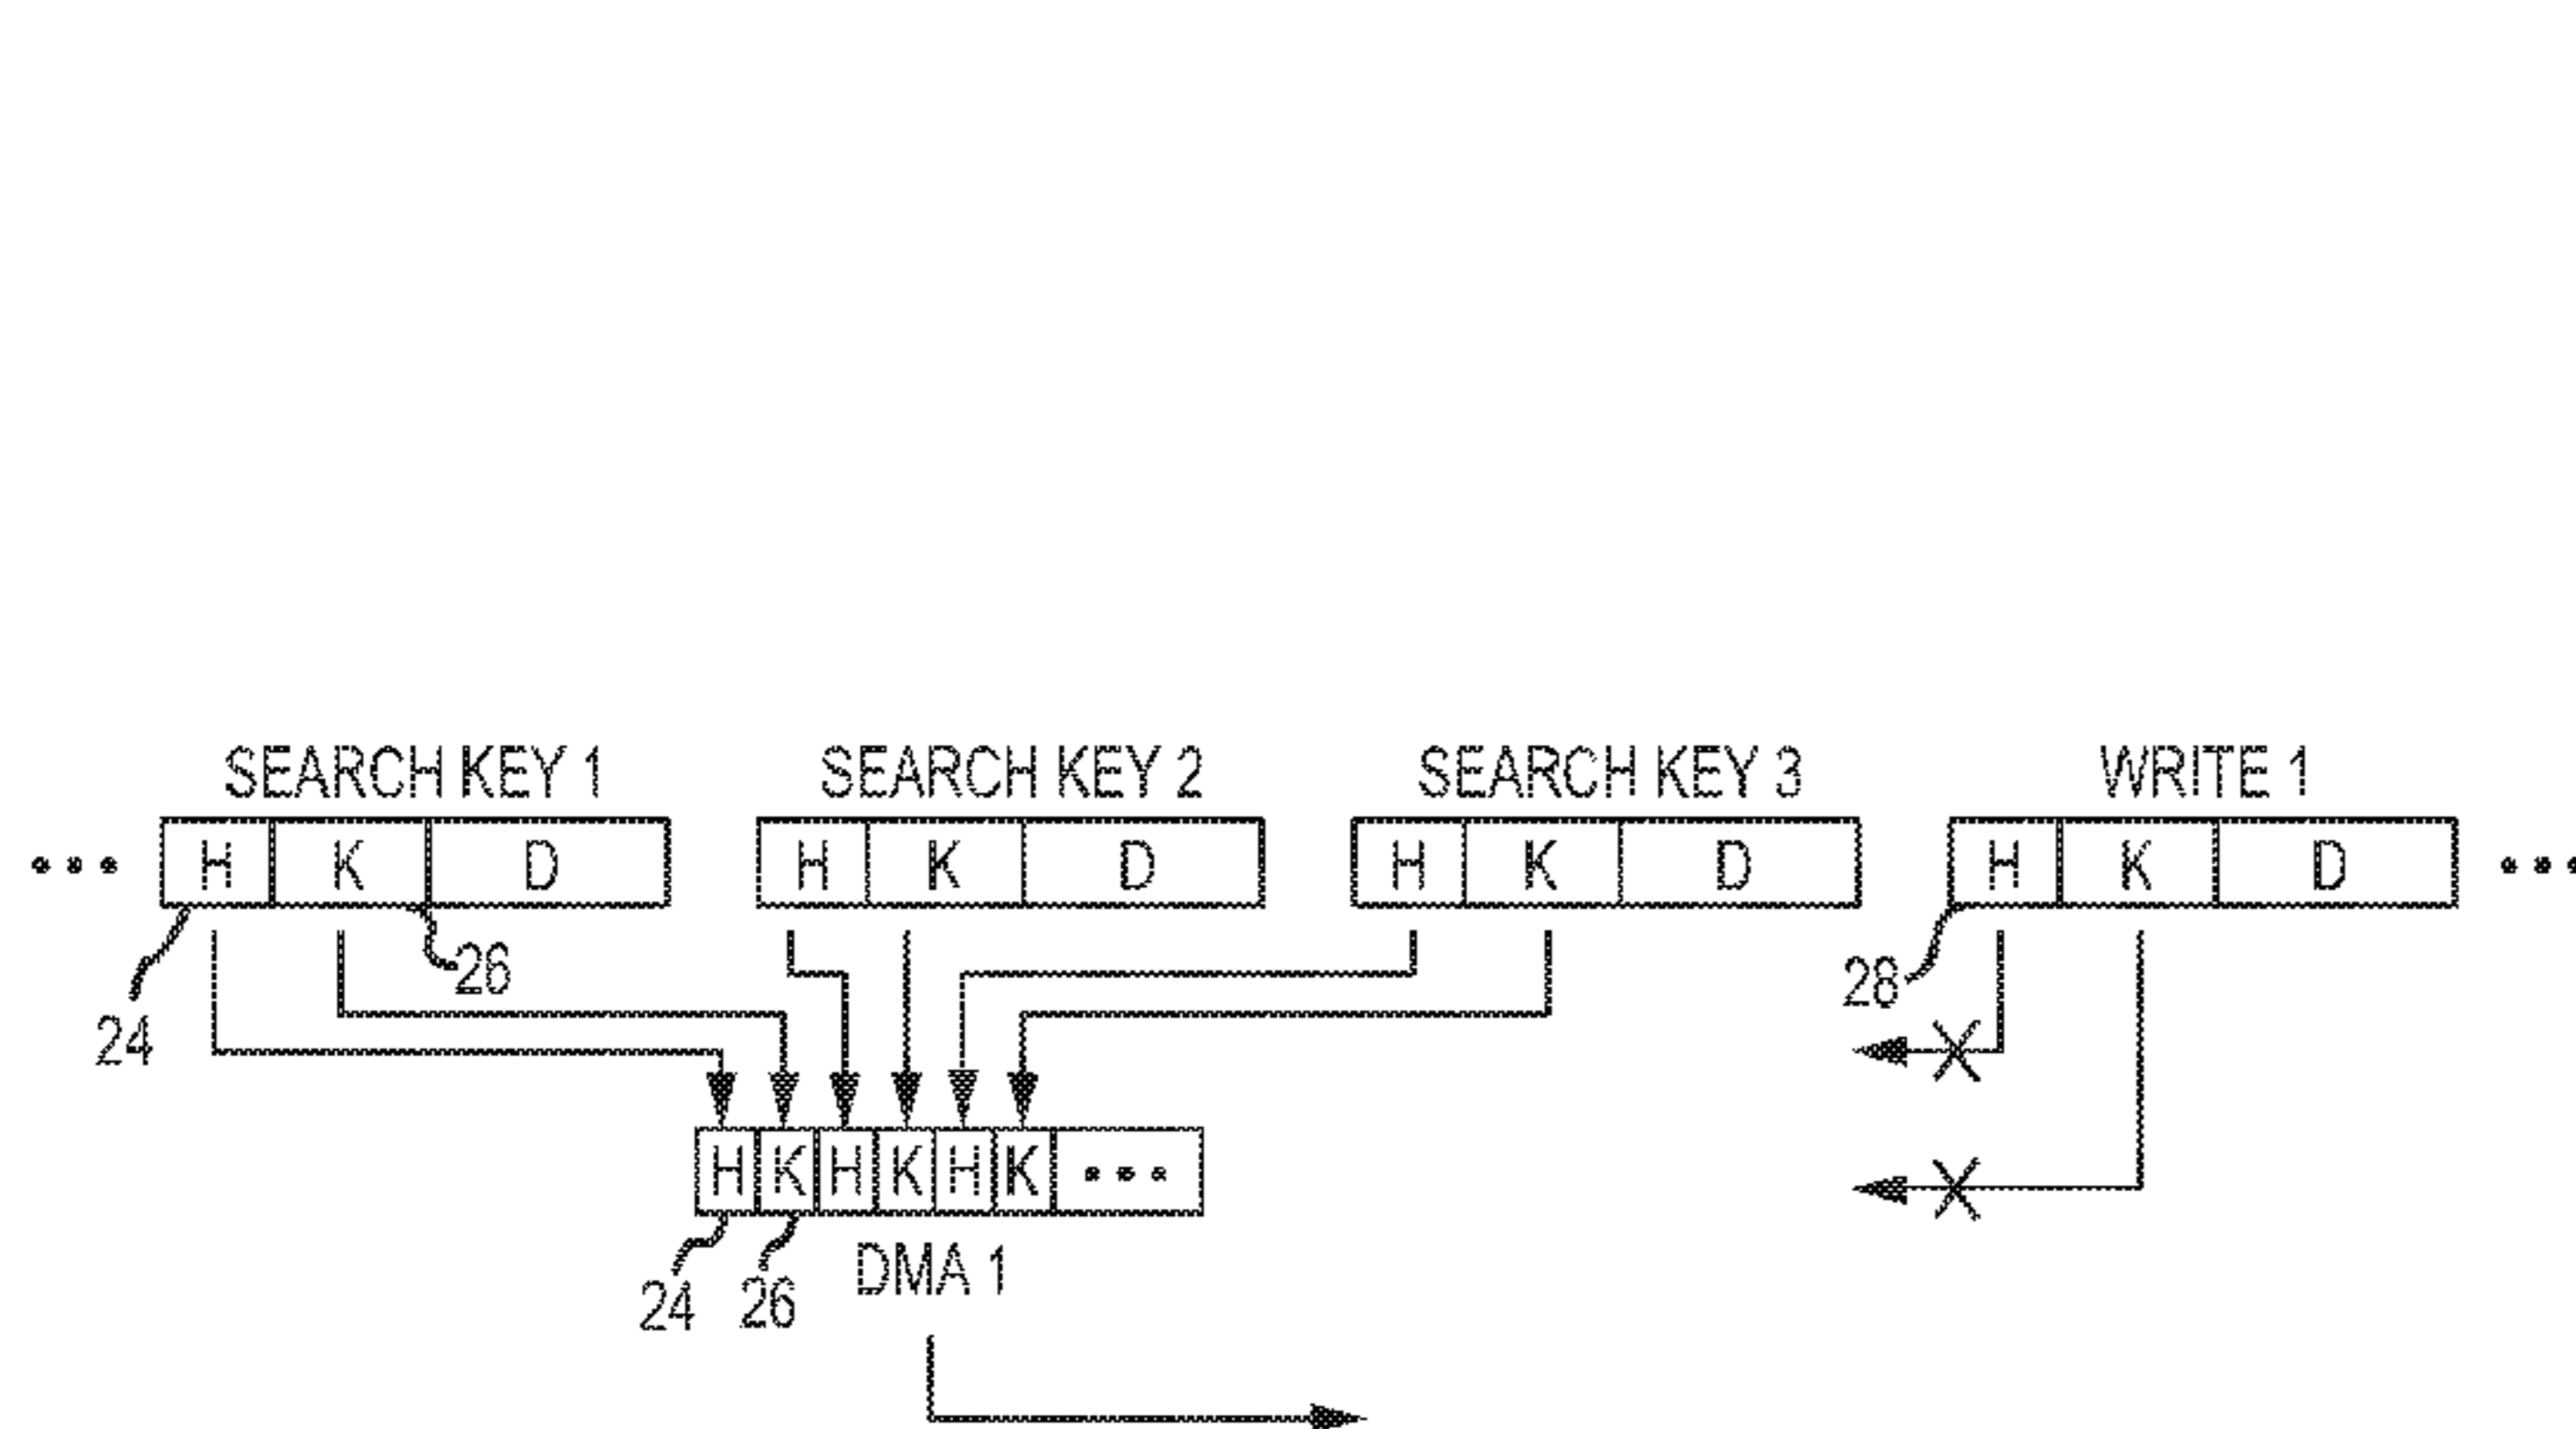 SEARCH KEY 1 SEARCH KEY 2 SEARCH KEY 3 WRITE 1
••• H K D H K D H K D H K D •••
26
28
24
H K H K H K •••
DMA 1
24 26